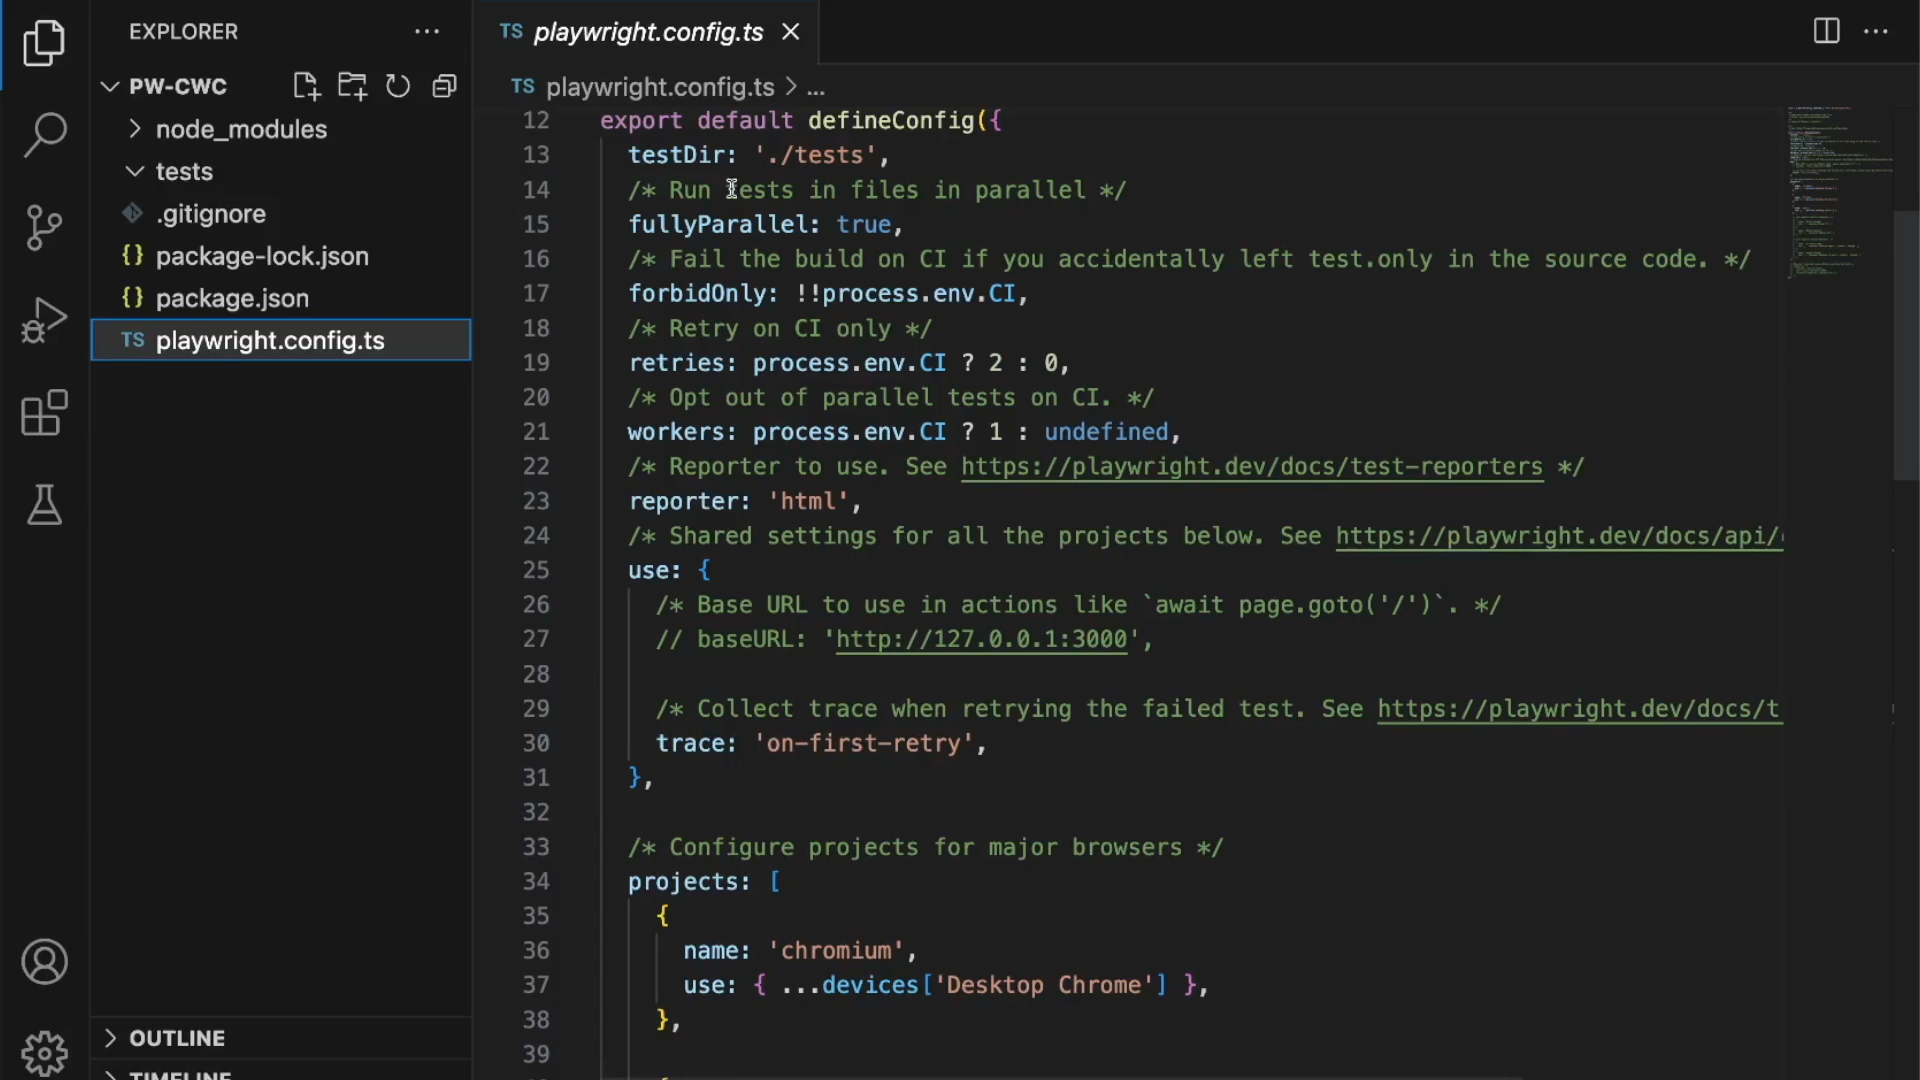 EXPLORER
PW-CWC
node_modules
tests
.gitignore
{} package-lock.json
{} package.json
TS playwright.config.ts
OUTLINE
TIMELINE
TS playwright.config.ts
TS playwright.config.ts > ...
12 export default defineConfig({
13 testDir: './tests',
14 /* Run tests in files in parallel */
15 fullyParallel: true,
16 /* Fail the build on CI if you accidentally left test.only in the source code. */
17 forbidOnly: !!process.env.CI,
18 /* Retry on CI only */
19 retries: process.env.CI ? 2 : 0,
20 /* Opt out of parallel tests on CI. */
21 workers: process.env.CI ? 1 : undefined,
22 /* Reporter to use. See https://playwright.dev/docs/test-reporters */
23 reporter: 'html',
24 /* Shared settings for all the projects below. See https://playwright.dev/docs/api/
25 use: {
26 /* Base URL to use in actions like `await page.goto('/')`. */
27 // baseURL: 'http://127.0.0.1:3000',
28
29 /* Collect trace when retrying the failed test. See https://playwright.dev/docs/t
30 trace: 'on-first-retry',
31 },
32
33 /* Configure projects for major browsers */
34 projects: [
35 {
36 name: 'chromium',
37 use: { ...devices['Desktop Chrome'] },
38 },
39